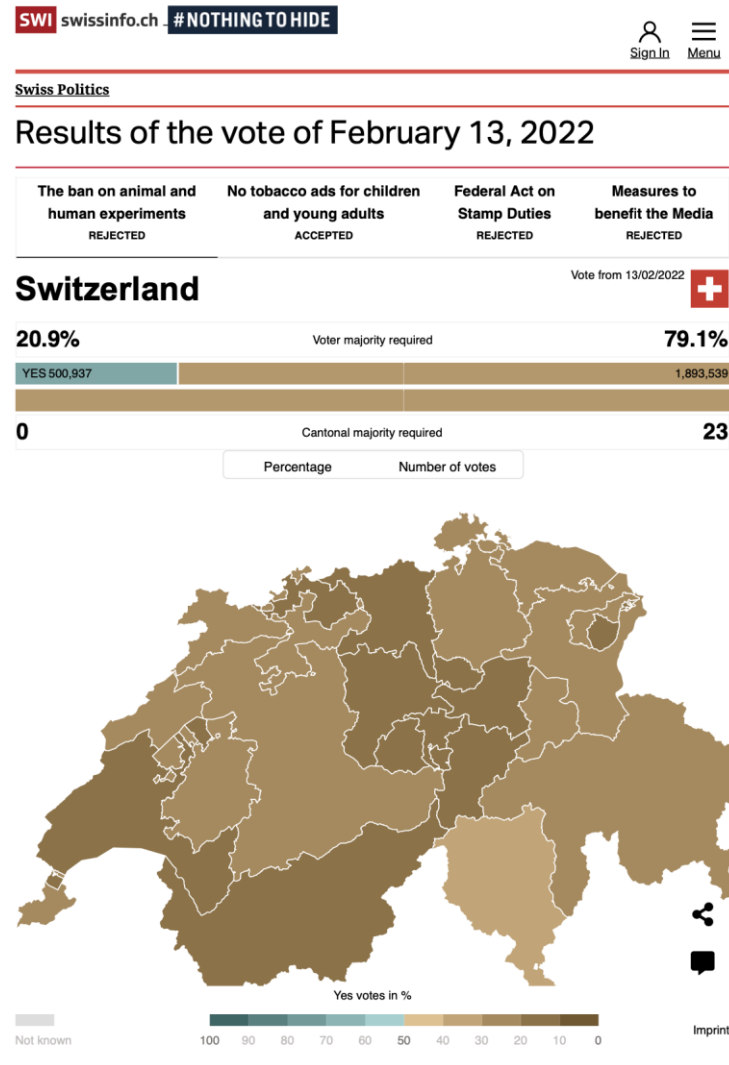 SWI swissinfo.ch - #NOTHING TO HIDE
Sign In Menu
Swiss Politics
Results of the vote of February 13, 2022
The ban on animal and human experiments
REJECTED
No tobacco ads for children and young adults
ACCEPTED
Federal Act on Stamp Duties
REJECTED
Measures to benefit the Media
REJECTED
Switzerland
Vote from 13/02/2022
20.9% Voter majority required 79.1%
YES 500,937 1,893,539
0 Cantonal majority required 23
Percentage Number of votes
Yes votes in %
Not known
100 90 80 70 60 50 40 30 20 10 0
Imprint